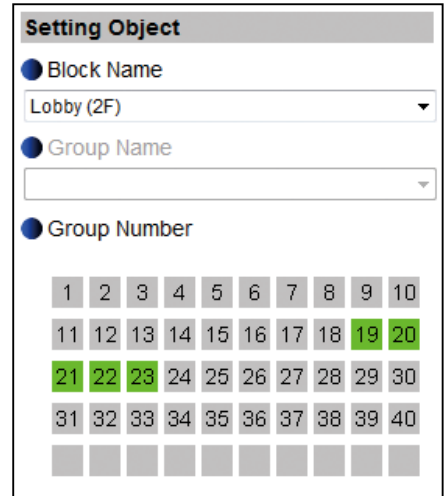 Setting Object
Block Name
Lobby (2F)
Group Name
Group Number
1 2 3 4 5 6 7 8 9 10
11 12 13 14 15 16 17 18 19 20
21 22 23 24 25 26 27 28 29 30
31 32 33 34 35 36 37 38 39 40